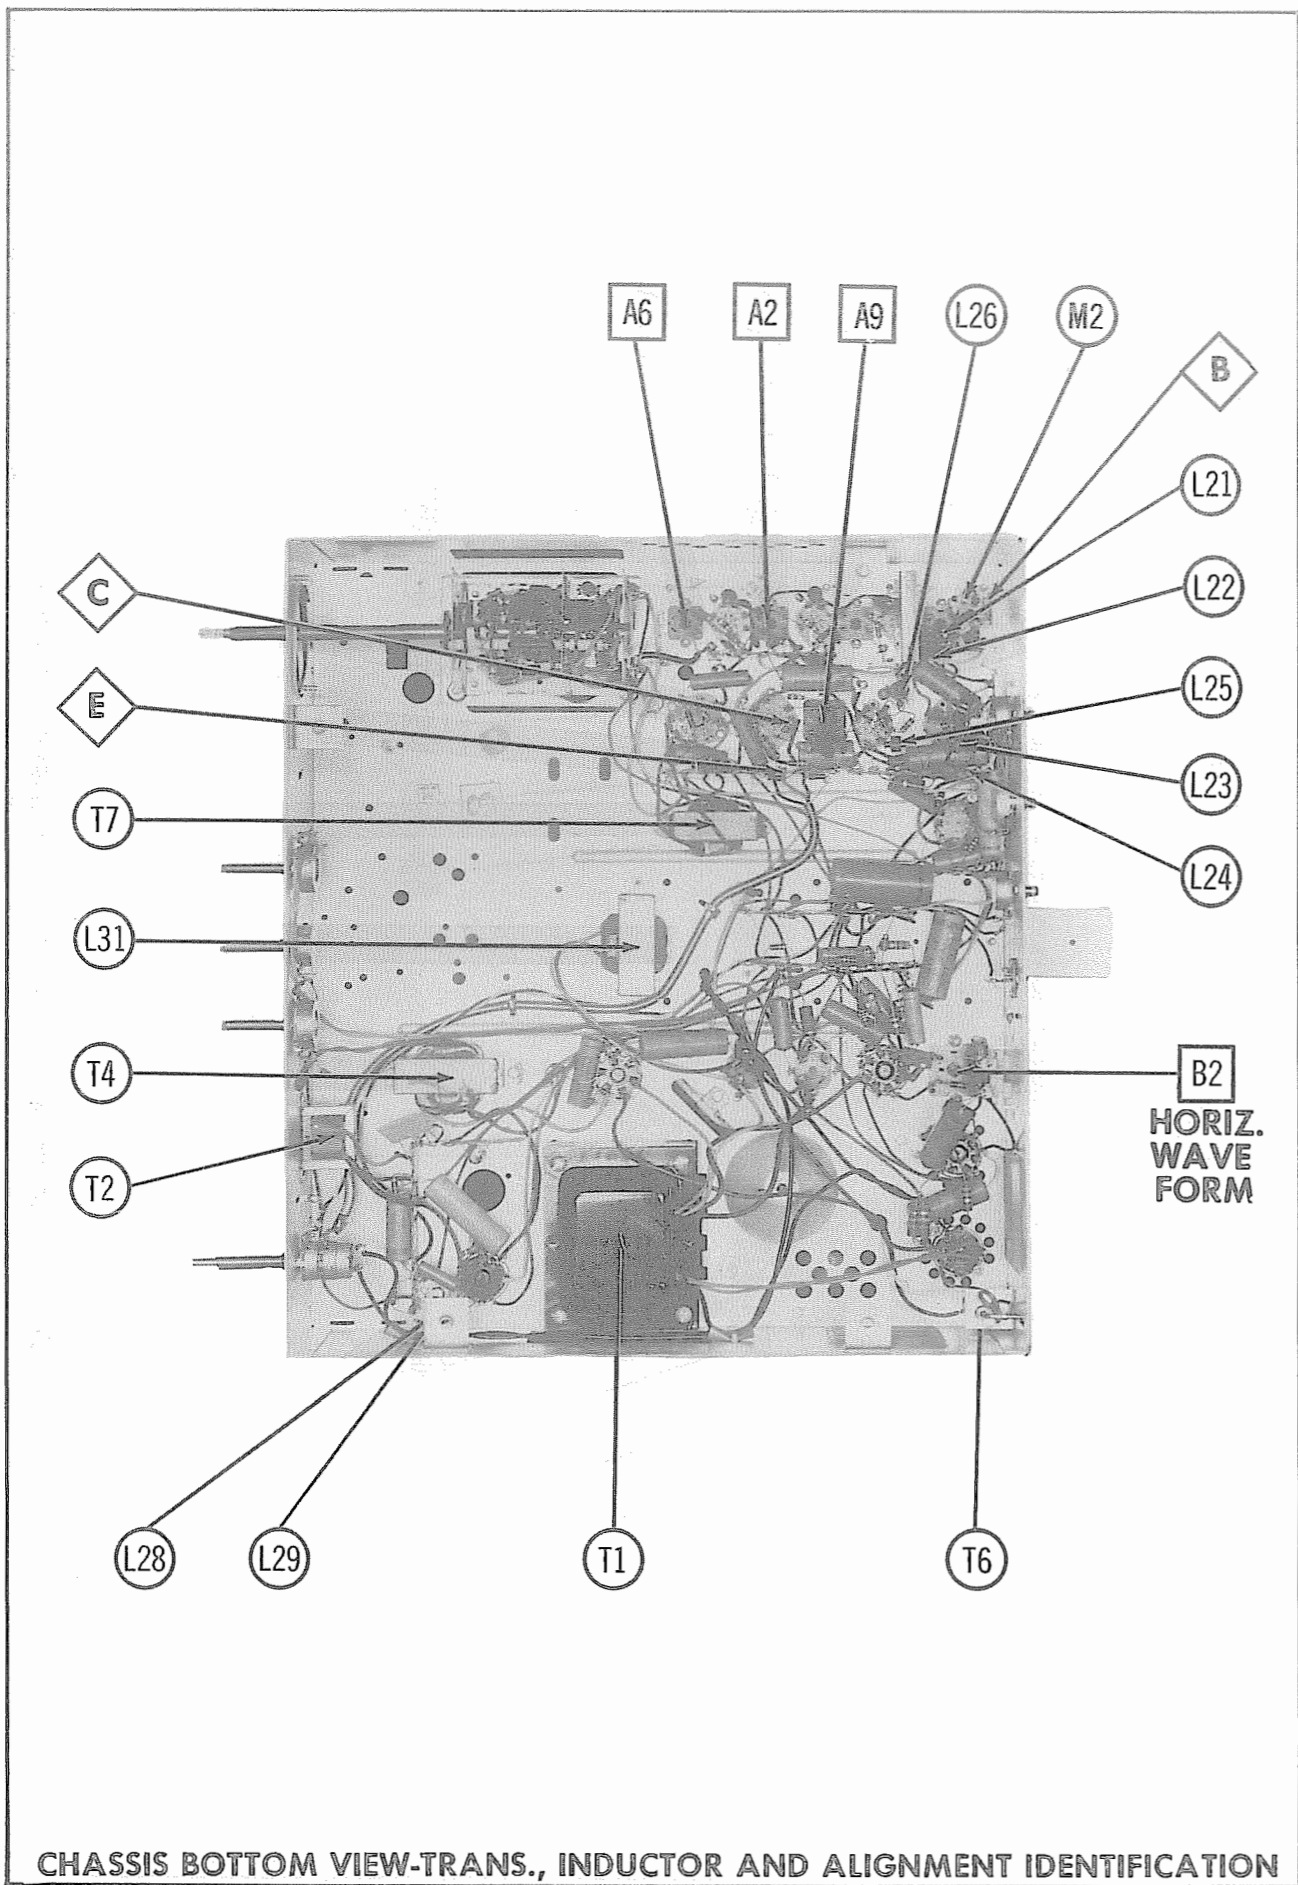 A6
A2
A9
L26
M2
B
L21
C
L22
E
L25
L23
T7
L24
L31
T4
B2
HORIZ.
WAVE
FORM
T2
L28
L29
T1
T6
CHASSIS BOTTOM VIEW-TRANS., INDUCTOR AND ALIGNMENT IDENTIFICATION